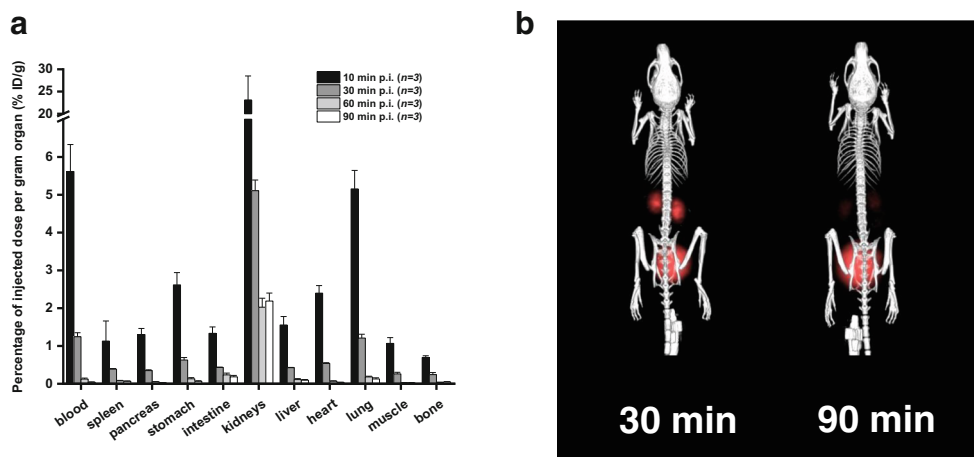 a
b
Percentage of injected dose per gram organ (% ID/g)
30
25
20
6
5
4
3
2
1
0
10 min p.i. (n=3)
30 min p.i. (n=3)
60 min p.i. (n=3)
90 min p.i. (n=3)
blood
spleen
pancreas
stomach
intestine
kidneys
liver
heart
lung
muscle
bone
30 min
90 min